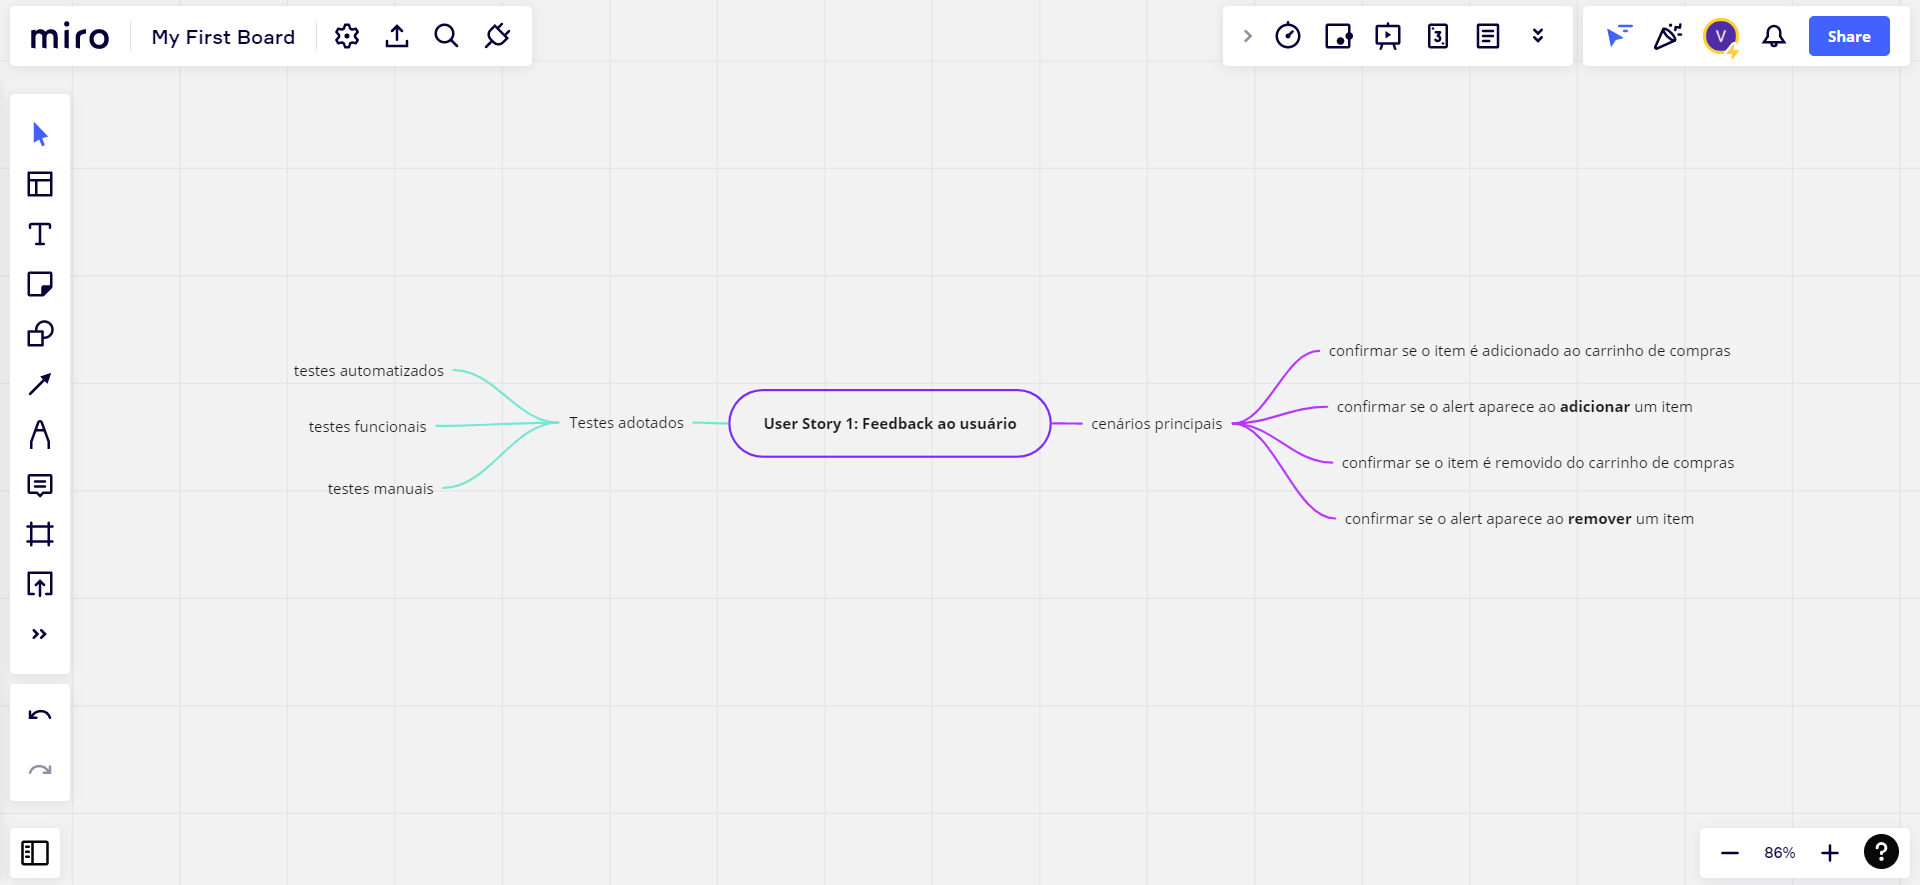 miro
My First Board
3
V
Share
testes automatizados
testes funcionais
testes manuais
Testes adotados
User Story 1: Feedback ao usuário
cenários principais
confirmar se o item é adicionado ao carrinho de compras
confirmar se o alert aparece ao adicionar um item
confirmar se o item é removido do carrinho de compras
confirmar se o alert aparece ao remover um item
86%
?